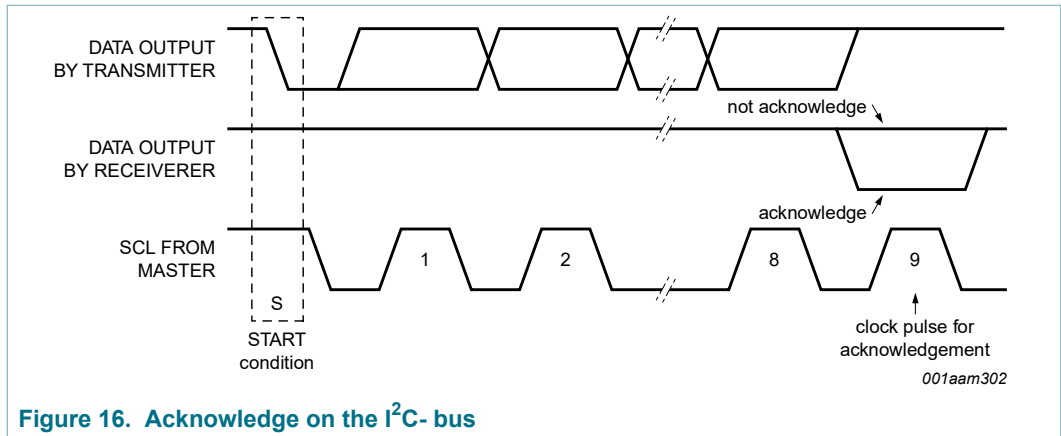 DATA OUTPUT
BY TRANSMITTER
not acknowledge
DATA OUTPUT
BY RECEIVERER
acknowledge
SCL FROM
MASTER
1
2
8
9
S
START
condition
clock pulse for
acknowledgement
001aam302
Figure 16. Acknowledge on the I²C- bus